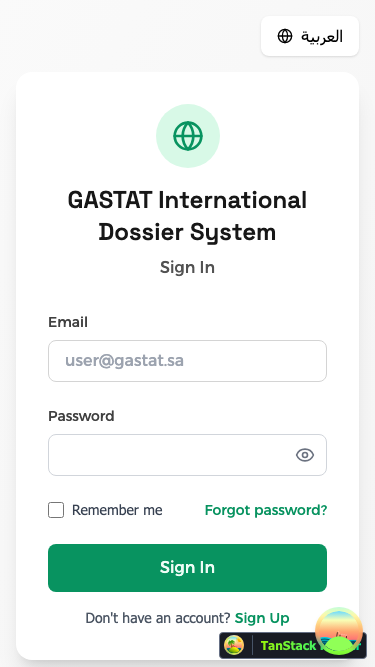 العربية
GASTAT International
Dossier System
Sign In
Email
user@gastat.sa
Password
Remember me
Forgot password?
Sign In
Don't have an account? Sign Up
TanStack